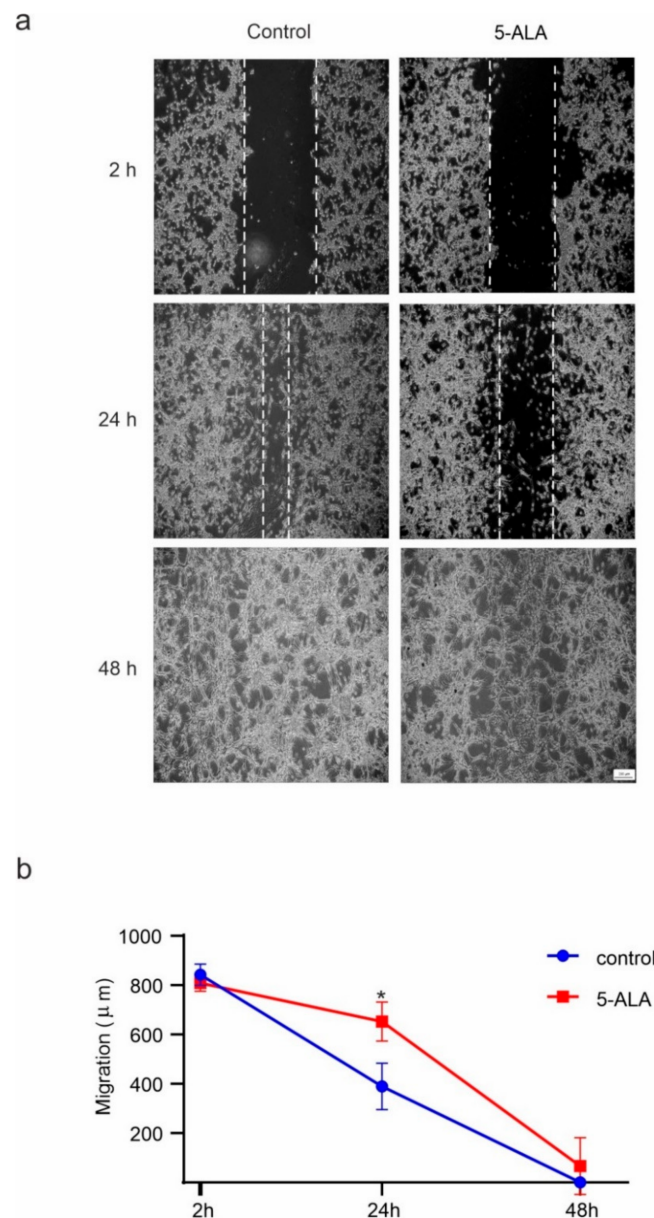 a
Control 5-ALA
2 h
24 h
48 h
b
1000
800
600
400
200
Migration (μm)
*
control
5-ALA
2h 24h 48h